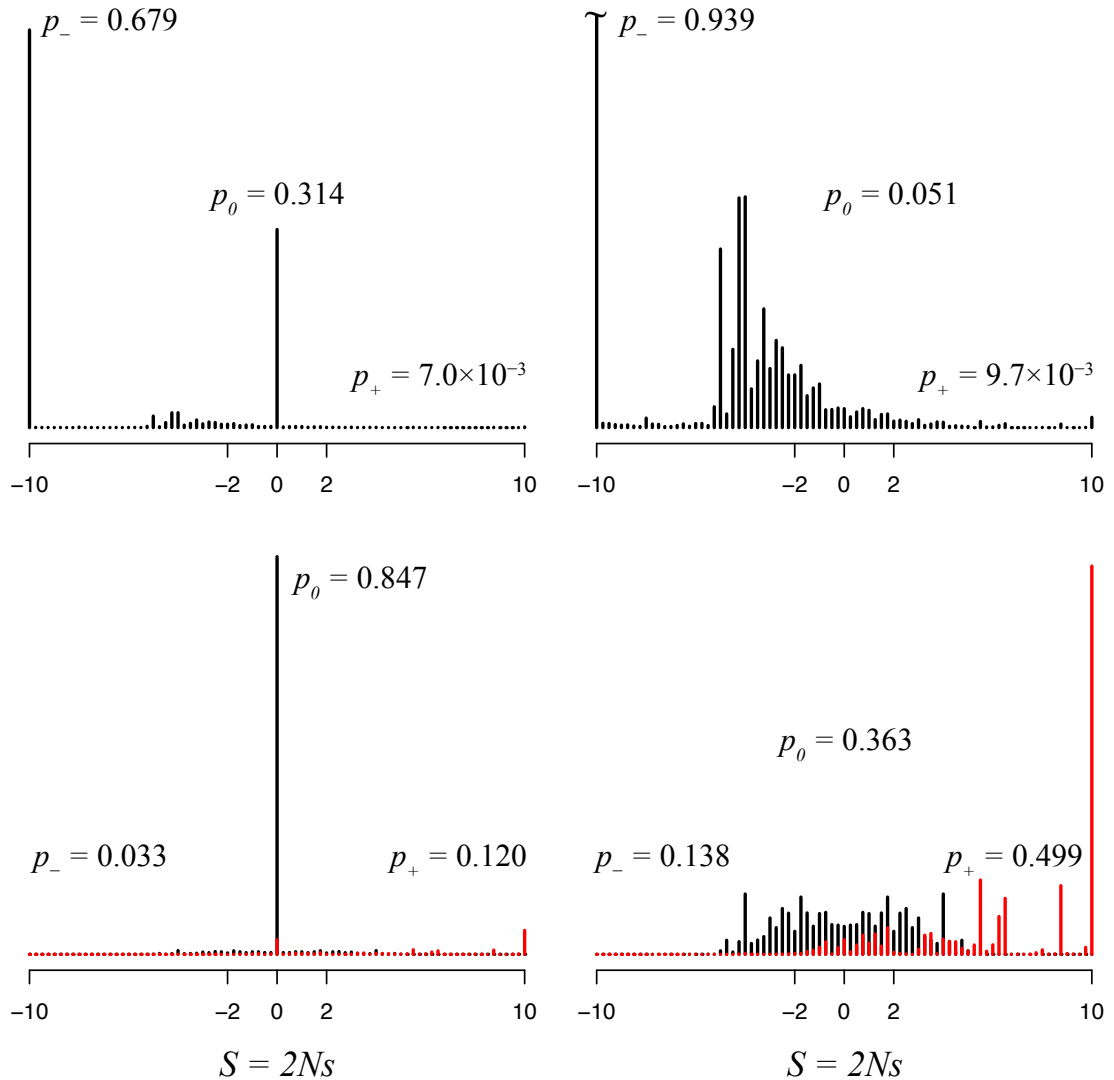 p₋ = 0.679
p₀ = 0.314
p₊ = 7.0×10⁻³
−10 −2 0 2 10
p₋ = 0.939
p₀ = 0.051
p₊ = 9.7×10⁻³
−10 −2 0 2 10
p₀ = 0.847
p₋ = 0.033
p₊ = 0.120
−10 −2 0 2 10
S = 2Ns
p₀ = 0.363
p₋ = 0.138
p₊ = 0.499
−10 −2 0 2 10
S = 2Ns